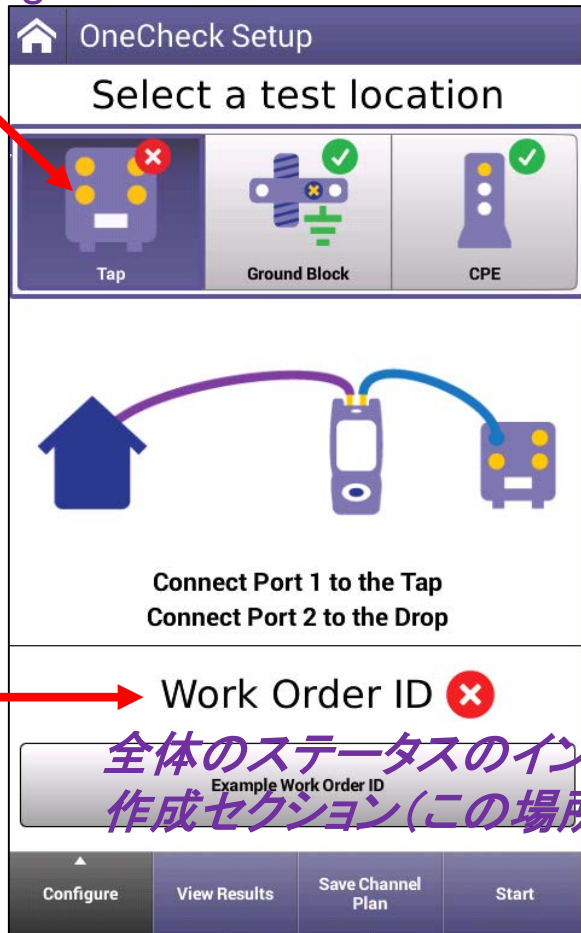 OneCheck Setup
Select a test location
Tap
Ground Block
CPE
Connect Port 1 to the Tap
Connect Port 2 to the Drop
Work Order ID
全体のステータスのイン
Example Work Order ID
作成セクション(この場所
Configure
View Results
Save Channel
Plan
Start